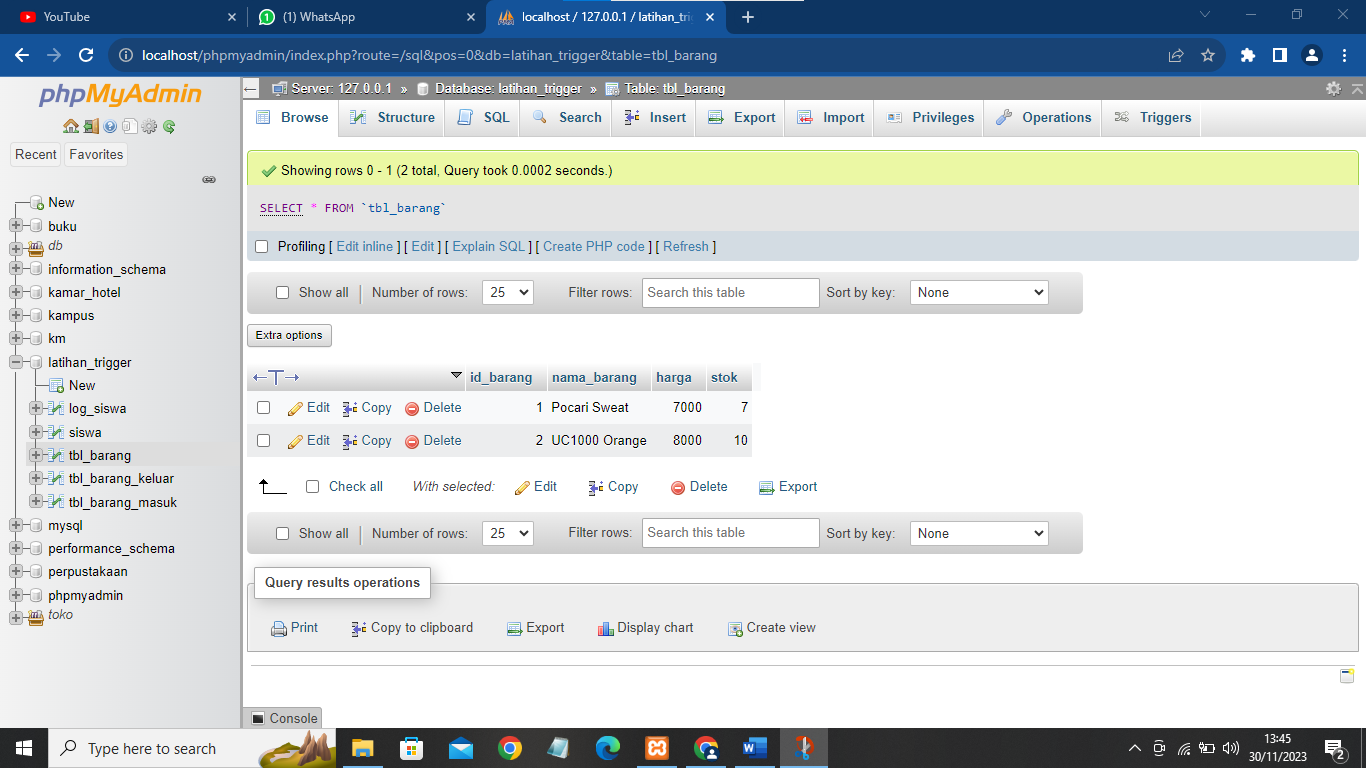 YouTube
(1) WhatsApp
localhost / 127.0.0.1 / latihan_tri
localhost/phpmyadmin/index.php?route=/sql&pos=0&db=latihan_trigger&table=tbl_barang
phpMyAdmin
Recent Favorites
New
buku
db
information_schema
kamar_hotel
kampus
km
latihan_trigger
New
log_siswa
siswa
tbl_barang
tbl_barang_keluar
tbl_barang_masuk
mysql
performance_schema
perpustakaan
phpmyadmin
toko
Server: 127.0.0.1 » Database: latihan_trigger » Table: tbl_barang
Browse Structure SQL Search Insert Export Import Privileges Operations Triggers
Showing rows 0 - 1 (2 total, Query took 0.0002 seconds.)
SELECT * FROM `tbl_barang`
Profiling [ Edit inline ] [ Edit ] [ Explain SQL ] [ Create PHP code ] [ Refresh ]
Show all Number of rows: 25 Filter rows: Search this table Sort by key: None
Extra options
←T→ id_barang nama_barang harga stok
Edit Copy Delete 1 Pocari Sweat 7000 7
Edit Copy Delete 2 UC1000 Orange 8000 10
Check all With selected: Edit Copy Delete Export
Show all Number of rows: 25 Filter rows: Search this table Sort by key: None
Query results operations
Print Copy to clipboard Export Display chart Create view
Console
Type here to search
13:45
30/11/2023
2